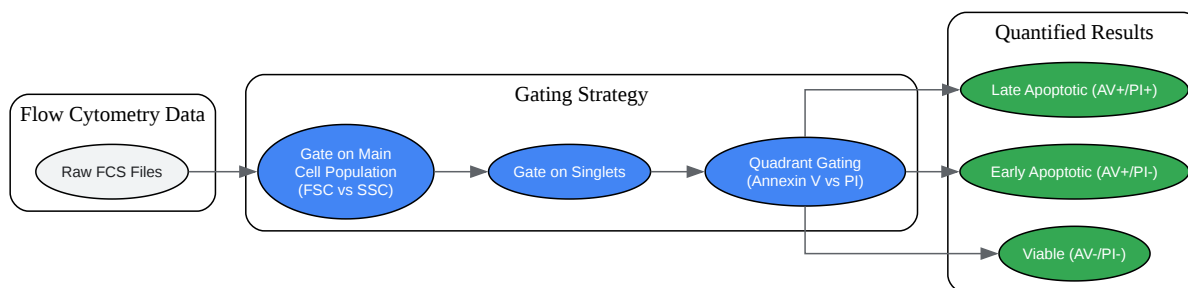 Flow Cytometry Data
Raw FCS Files
Gating Strategy
Gate on Main
Cell Population
(FSC vs SSC)
Gate on Singlets
Quadrant Gating
(Annexin V vs PI)
Quantified Results
Late Apoptotic (AV+/PI+)
Early Apoptotic (AV+/PI-)
Viable (AV-/PI-)